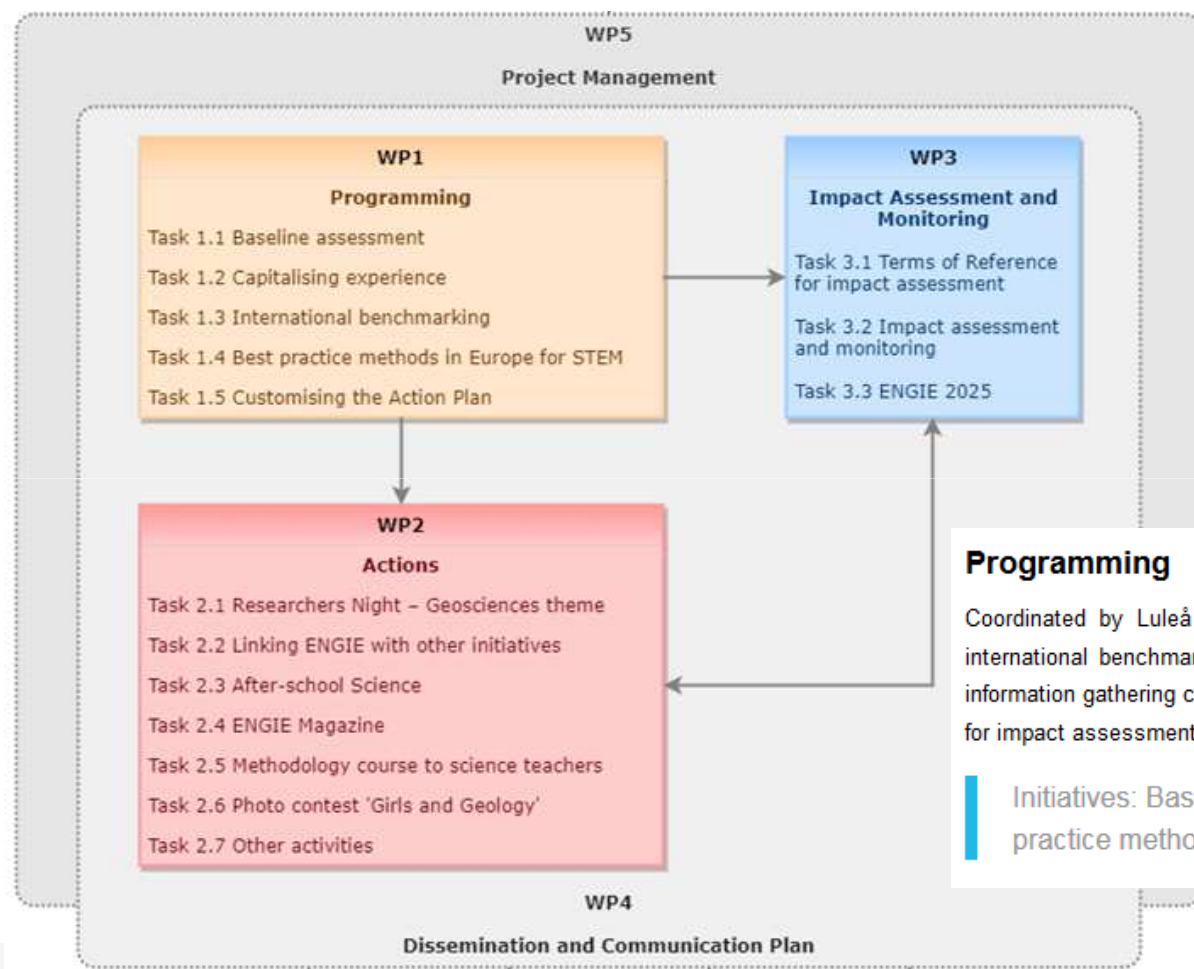 WP5
Project Management
WP1
Programming
Task 1.1 Baseline assessment
Task 1.2 Capitalising experience
Task 1.3 International benchmarking
Task 1.4 Best practice methods in Europe for STEM
Task 1.5 Customising the Action Plan
WP3
Impact Assessment and
Monitoring
Task 3.1 Terms of Reference
for impact assessment
Task 3.2 Impact assessment
and monitoring
Task 3.3 ENGIE 2025
WP2
Actions
Task 2.1 Researchers Night – Geosciences theme
Task 2.2 Linking ENGIE with other initiatives
Task 2.3 After-school Science
Task 2.4 ENGIE Magazine
Task 2.5 Methodology course to science teachers
Task 2.6 Photo contest 'Girls and Geology'
Task 2.7 Other activities
Programming
Coordinated by Luleå
international benchmar
information gathering c
for impact assessment
Initiatives: Bas
practice metho
WP4
Dissemination and Communication Plan